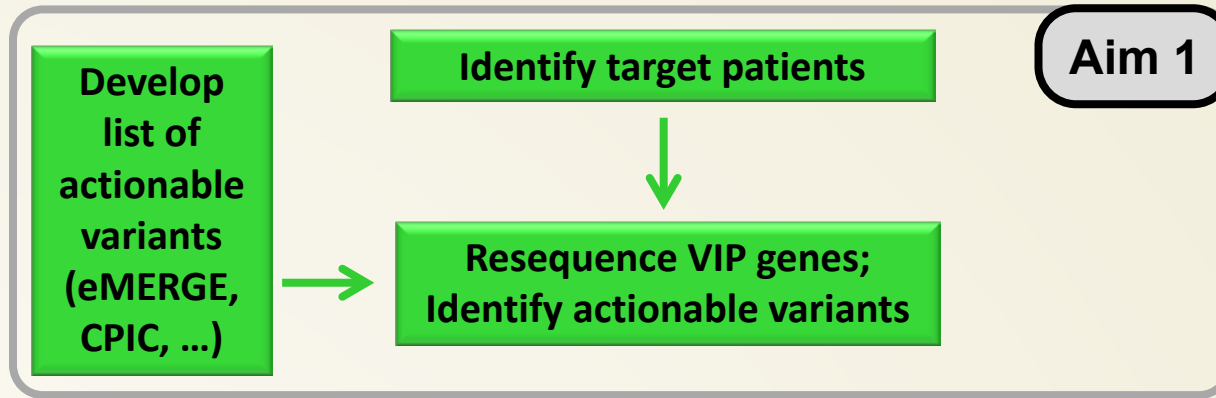 Aim 1
Develop
list of
actionable
variants
(eMERGE,
CPIC, …)
Identify target patients
Resequence VIP genes;
Identify actionable variants